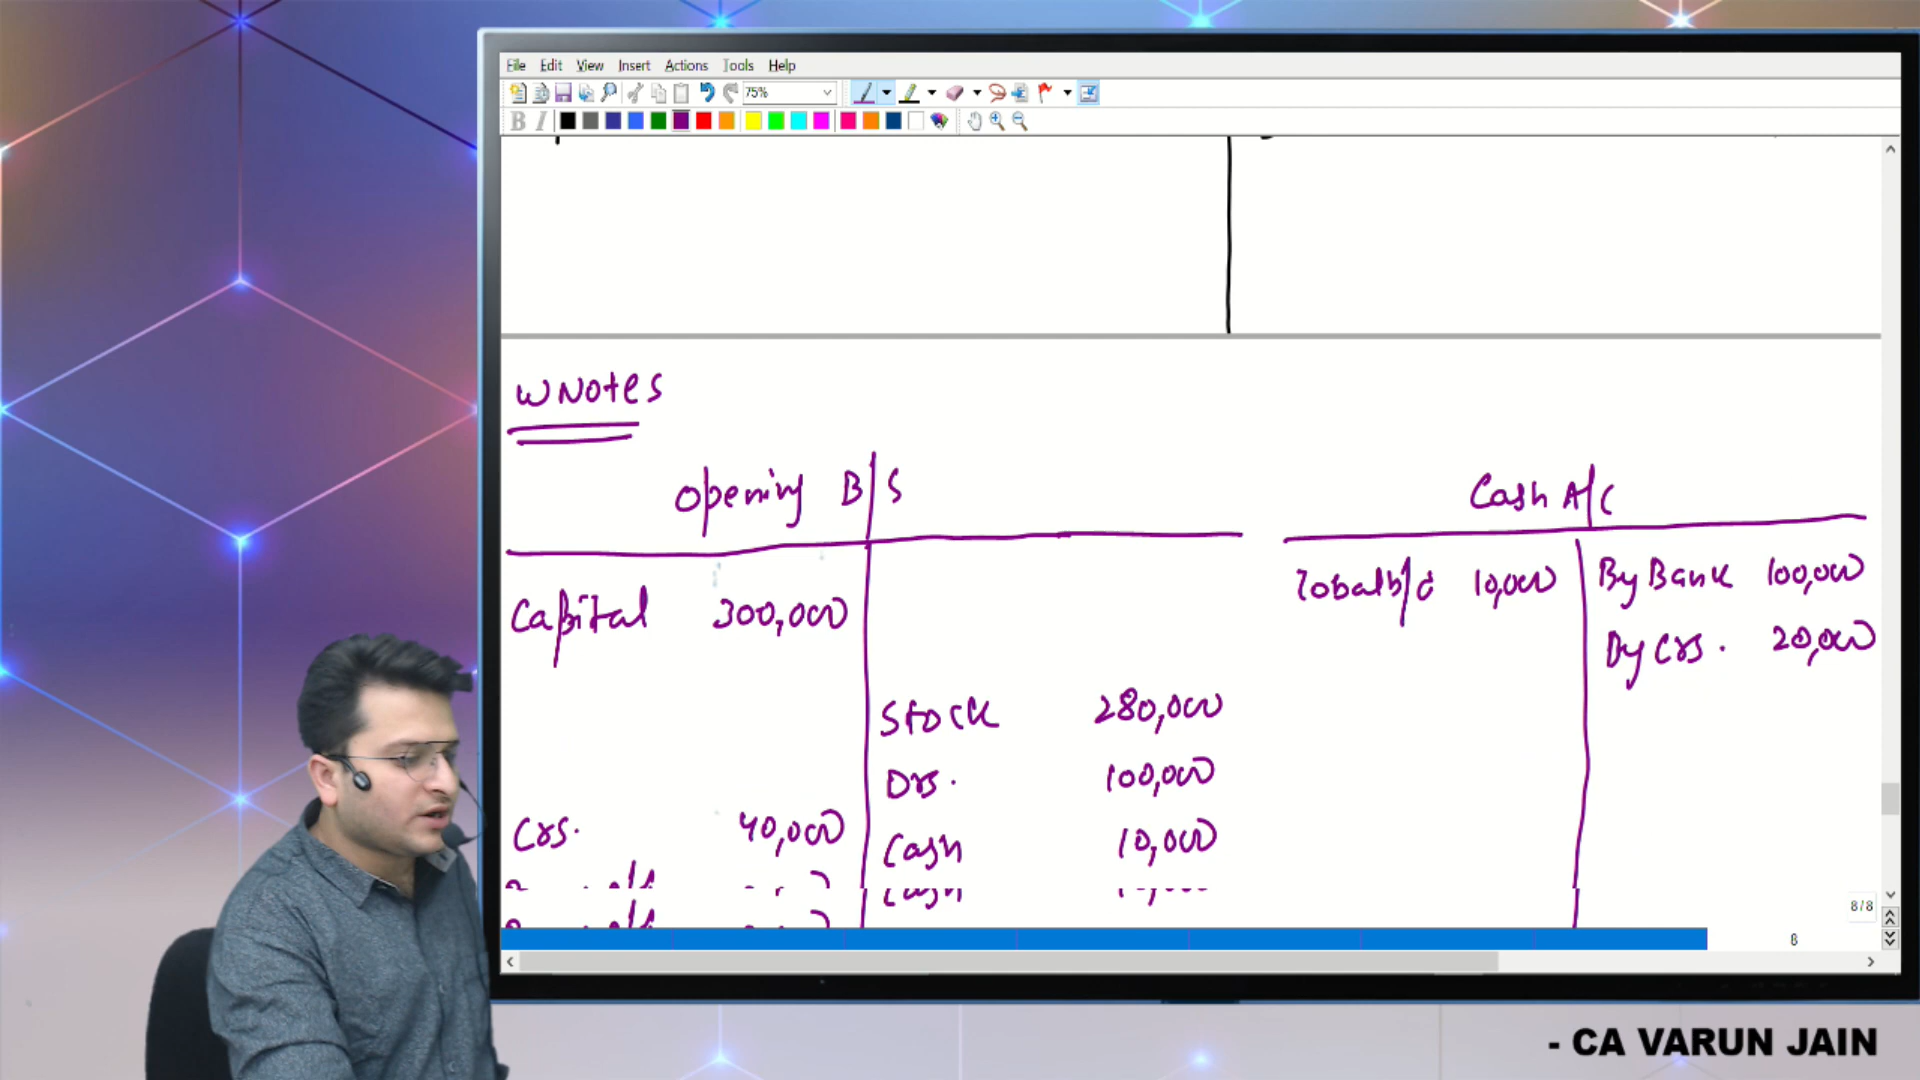 File Edit View Insert Actions Tools Help
75%
B I
W Notes
Opening B/S
Capital 300,000
Stock 280,000
Drs. 100,000
Crs. 40,000
Cash 10,000
Cash A/C
To bal b/d 10,000
By Bank 100,000
By Crs. 20,000
8/8
8
- CA VARUN JAIN